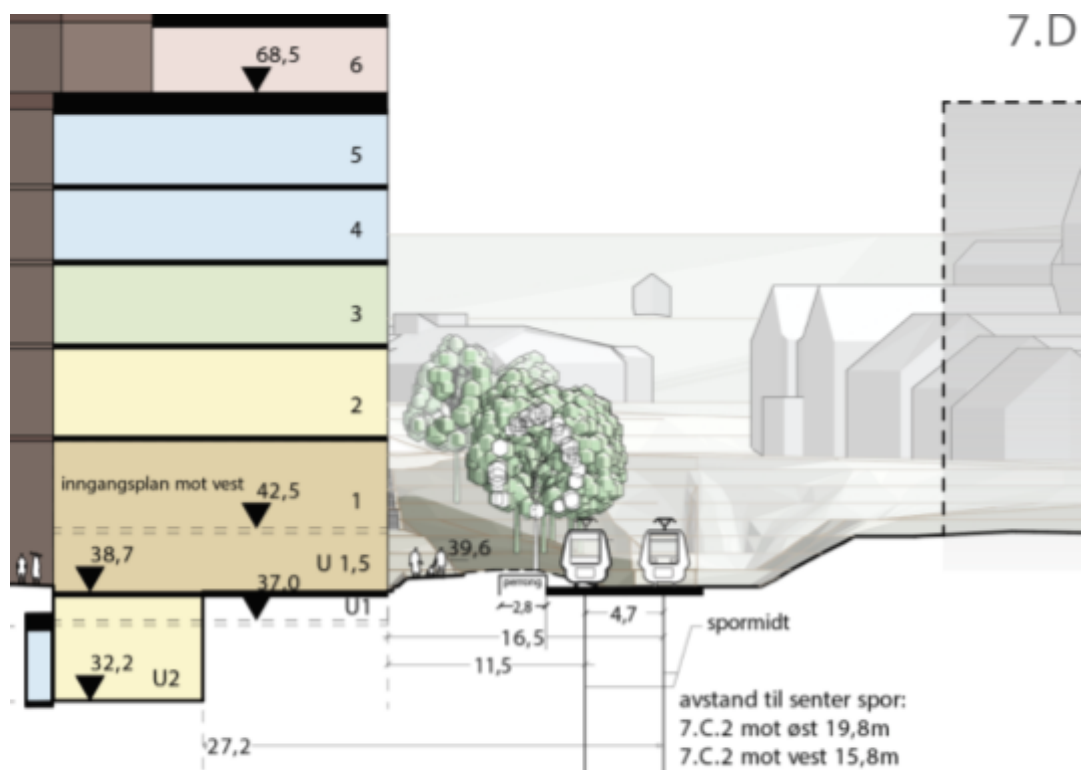 7.D
68,5
6
5
4
3
2
inngangsplan mot vest
42,5
1
38,7
U 1,5
39,6
37,0
U1
perrong
2,8
4,7
16,5
spormidt
11,5
32,2
U2
avstand til senter spor:
7.C.2 mot øst 19,8m
27,2
7.C.2 mot vest 15,8m